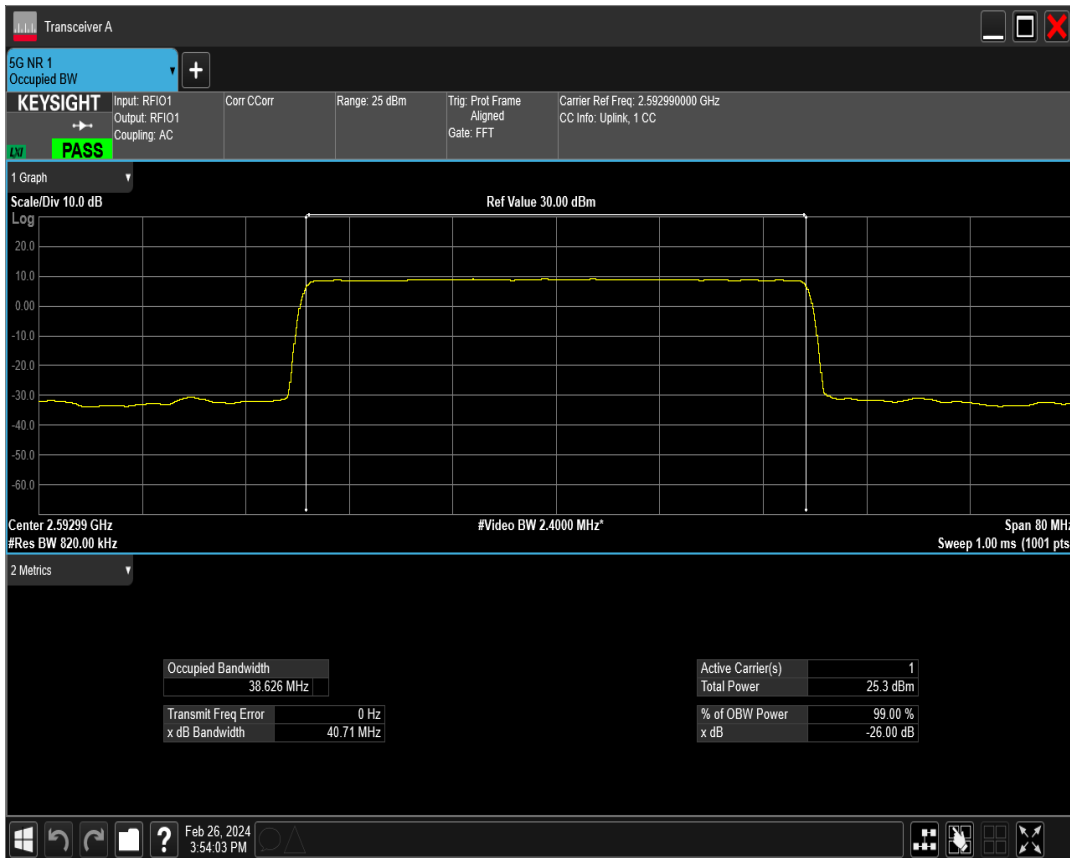 Transceiver A
5G NR 1
Occupied BW
+
KEYSIGHT
LXI
PASS
Input: RFIO1
Output: RFIO1
Coupling: AC
Corr CCorr
Range: 25 dBm
Trig: Prot Frame
Aligned
Gate: FFT
Carrier Ref Freq: 2.592990000 GHz
CC Info: Uplink, 1 CC
1 Graph
Scale/Div 10.0 dB
Ref Value 30.00 dBm
Log
20.0
10.0
0.00
-10.0
-20.0
-30.0
-40.0
-50.0
-60.0
Center 2.59299 GHz
#Video BW 2.4000 MHz*
Span 80 MHz
#Res BW 820.00 kHz
Sweep 1.00 ms (1001 pts
2 Metrics
Occupied Bandwidth
38.626 MHz
Transmit Freq Error 0 Hz
x dB Bandwidth 40.71 MHz
Active Carrier(s) 1
Total Power 25.3 dBm
% of OBW Power 99.00 %
x dB -26.00 dB
?
Feb 26, 2024
3:54:03 PM